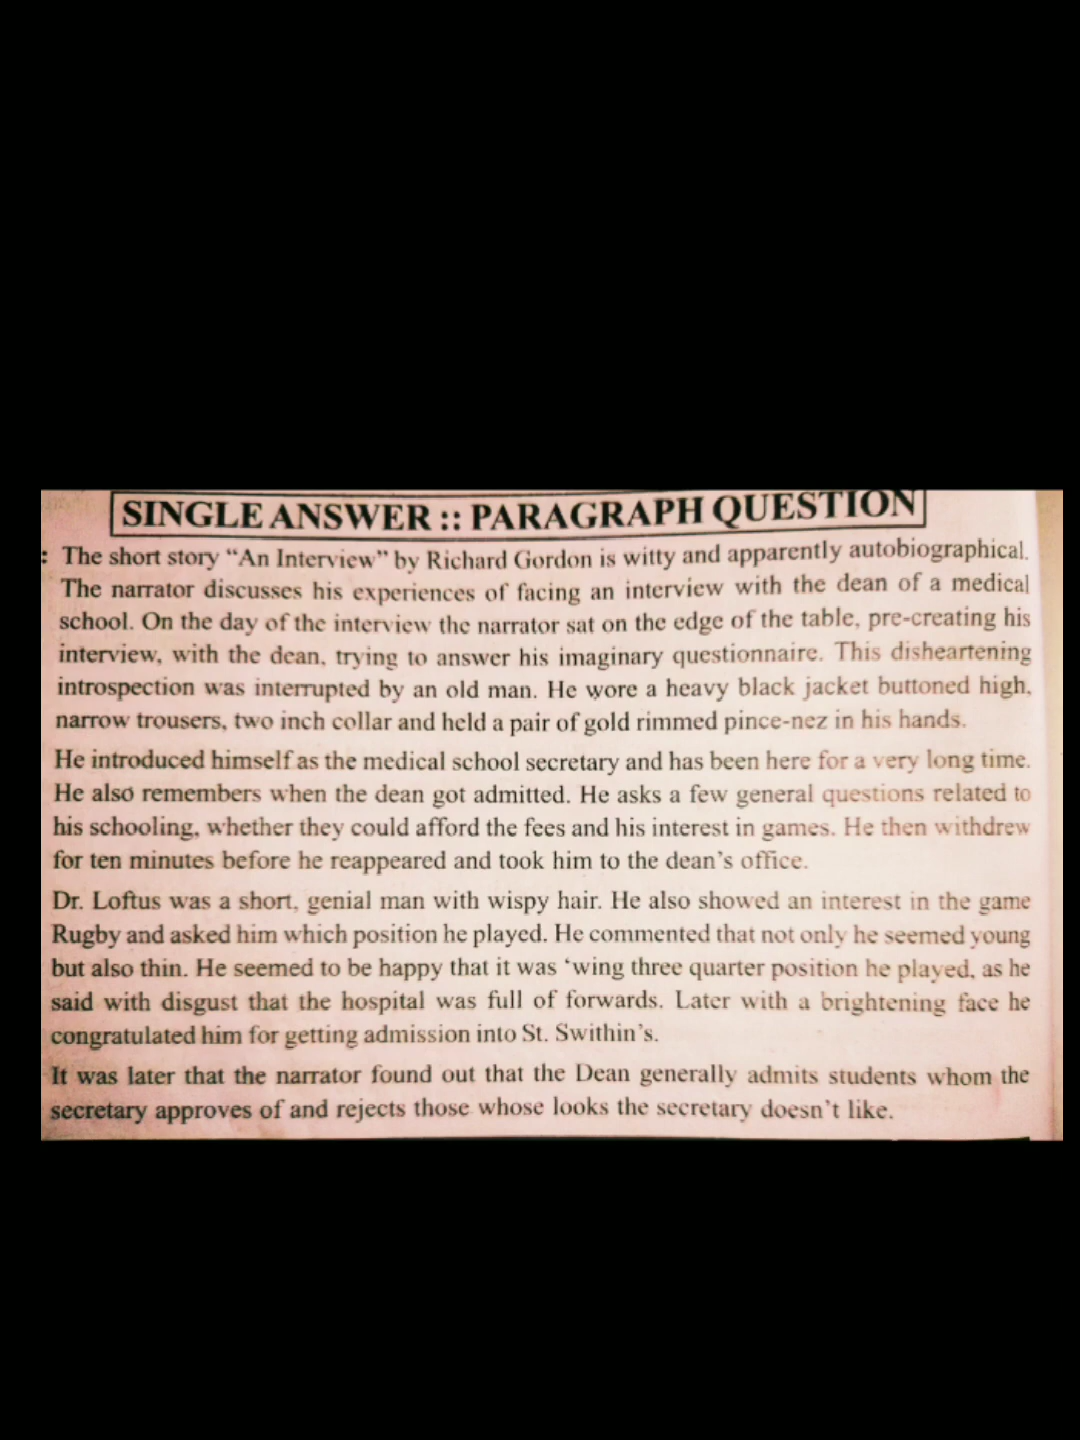 SINGLE ANSWER :: PARAGRAPH QUESTION
: The short story “An Interview” by Richard Gordon is witty and apparently autobiographical.
The narrator discusses his experiences of facing an interview with the dean of a medical
school. On the day of the interview the narrator sat on the edge of the table, pre-creating his
interview, with the dean, trying to answer his imaginary questionnaire. This disheartening
introspection was interrupted by an old man. He wore a heavy black jacket buttoned high,
narrow trousers, two inch collar and held a pair of gold rimmed pince-nez in his hands.
He introduced himself as the medical school secretary and has been here for a very long time.
He also remembers when the dean got admitted. He asks a few general questions related to
his schooling, whether they could afford the fees and his interest in games. He then withdrew
for ten minutes before he reappeared and took him to the dean’s office.
Dr. Loftus was a short, genial man with wispy hair. He also showed an interest in the game
Rugby and asked him which position he played. He commented that not only he seemed young
but also thin. He seemed to be happy that it was ‘wing three quarter position he played, as he
said with disgust that the hospital was full of forwards. Later with a brightening face he
congratulated him for getting admission into St. Swithin’s.
It was later that the narrator found out that the Dean generally admits students whom the
secretary approves of and rejects those whose looks the secretary doesn’t like.